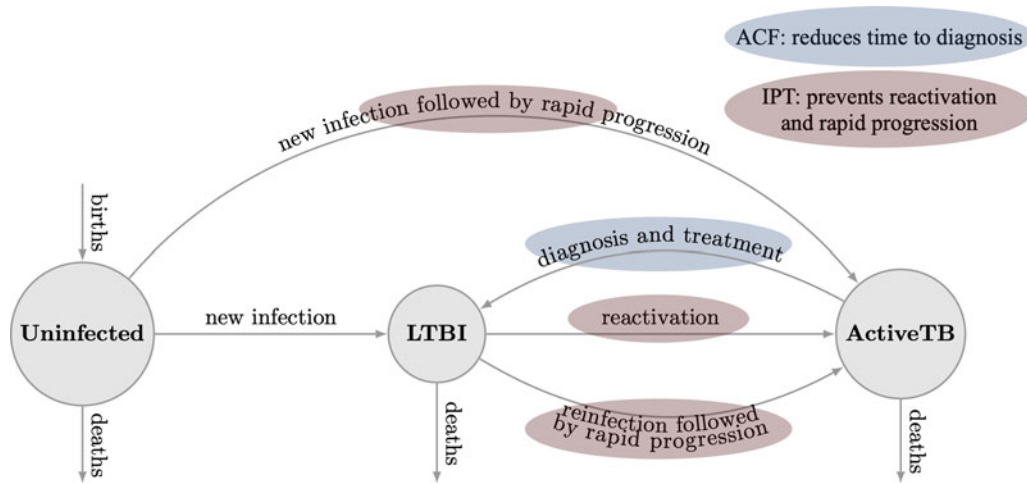 ACF: reduces time to diagnosis
IPT: prevents reactivation
and rapid progression
new infection followed by rapid progression
births
diagnosis and treatment
Uninfected
new infection
LTBI
reactivation
ActiveTB
reinfection followed
by rapid progression
deaths
deaths
deaths